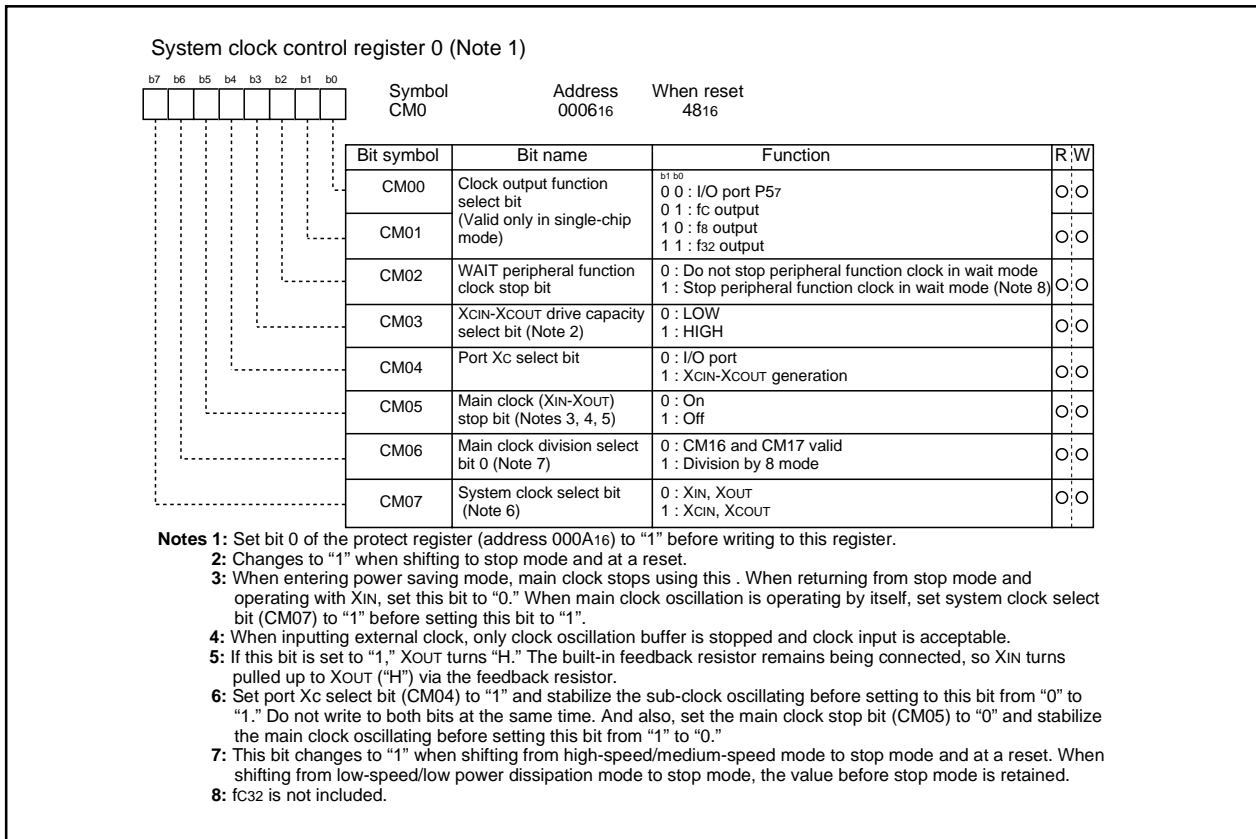 System clock control register 0 (Note 1)
b7 b6 b5 b4 b3 b2 b1 b0
Symbol Address When reset
CM0 000616 4816
Bit symbol Bit name Function R W
CM00 Clock output function select bit (Valid only in single-chip mode)
b1 b0
0 0 : I/O port P57
0 1 : fC output
1 0 : f8 output
1 1 : f32 output
CM01
CM02 WAIT peripheral function clock stop bit
0 : Do not stop peripheral function clock in wait mode
1 : Stop peripheral function clock in wait mode (Note 8)
CM03 XCIN-XCOUT drive capacity select bit (Note 2)
0 : LOW
1 : HIGH
CM04 Port XC select bit
0 : I/O port
1 : XCIN-XCOUT generation
CM05 Main clock (XIN-XOUT) stop bit (Notes 3, 4, 5)
0 : On
1 : Off
CM06 Main clock division select bit 0 (Note 7)
0 : CM16 and CM17 valid
1 : Division by 8 mode
CM07 System clock select bit (Note 6)
0 : XIN, XOUT
1 : XCIN, XCOUT
Notes 1: Set bit 0 of the protect register (address 000A16) to “1” before writing to this register.
2: Changes to “1” when shifting to stop mode and at a reset.
3: When entering power saving mode, main clock stops using this . When returning from stop mode and
operating with XIN, set this bit to “0.” When main clock oscillation is operating by itself, set system clock select
bit (CM07) to “1” before setting this bit to “1”.
4: When inputting external clock, only clock oscillation buffer is stopped and clock input is acceptable.
5: If this bit is set to “1,” XOUT turns “H.” The built-in feedback resistor remains being connected, so XIN turns
pulled up to XOUT (“H”) via the feedback resistor.
6: Set port Xc select bit (CM04) to “1” and stabilize the sub-clock oscillating before setting to this bit from “0” to
“1.” Do not write to both bits at the same time. And also, set the main clock stop bit (CM05) to “0” and stabilize
the main clock oscillating before setting this bit from “1” to “0.”
7: This bit changes to “1” when shifting from high-speed/medium-speed mode to stop mode and at a reset. When
shifting from low-speed/low power dissipation mode to stop mode, the value before stop mode is retained.
8: fC32 is not included.